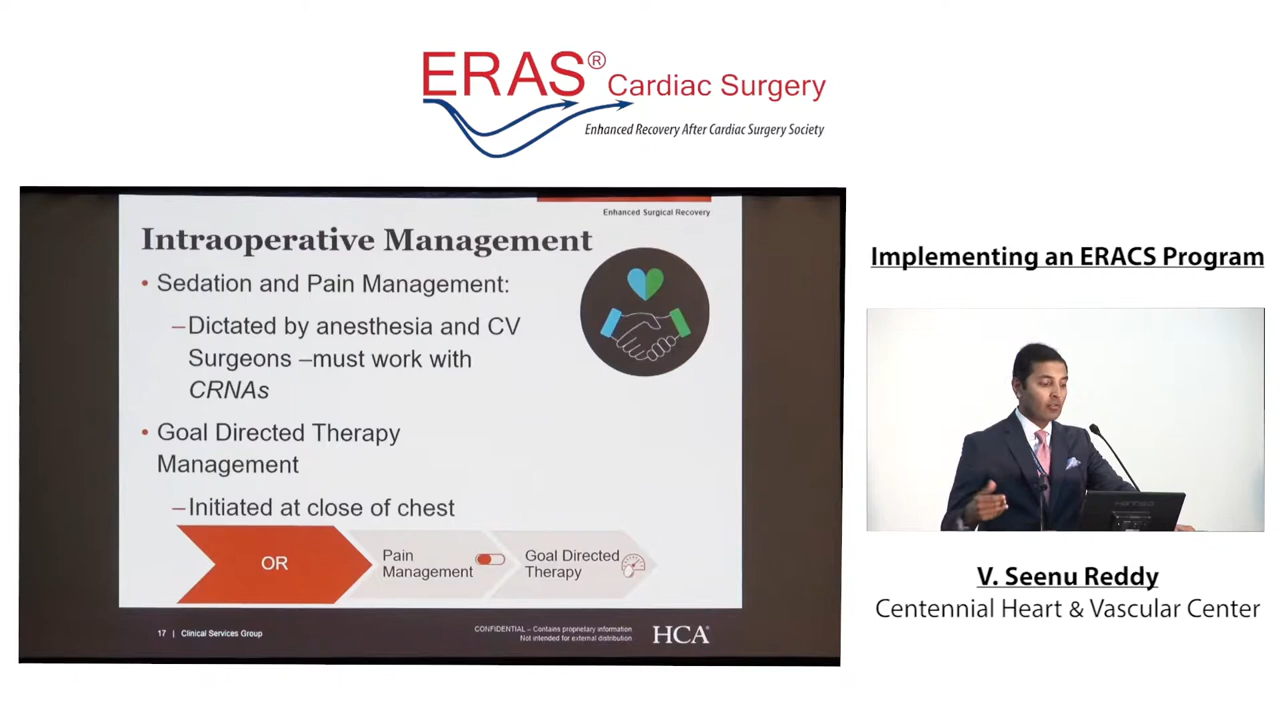 ERAS® Cardiac Surgery
Enhanced Recovery After Cardiac Surgery Society
Enhanced Surgical Recovery
Intraoperative Management
• Sedation and Pain Management:
–Dictated by anesthesia and CV
Surgeons –must work with
CRNAs
• Goal Directed Therapy
Management
–Initiated at close of chest
OR
Pain
Management
Goal Directed
Therapy
17 | Clinical Services Group
CONFIDENTIAL – Contains proprietary information
Not intended for external distribution
HCA®
Implementing an ERACS Program
V. Seenu Reddy
Centennial Heart & Vascular Center